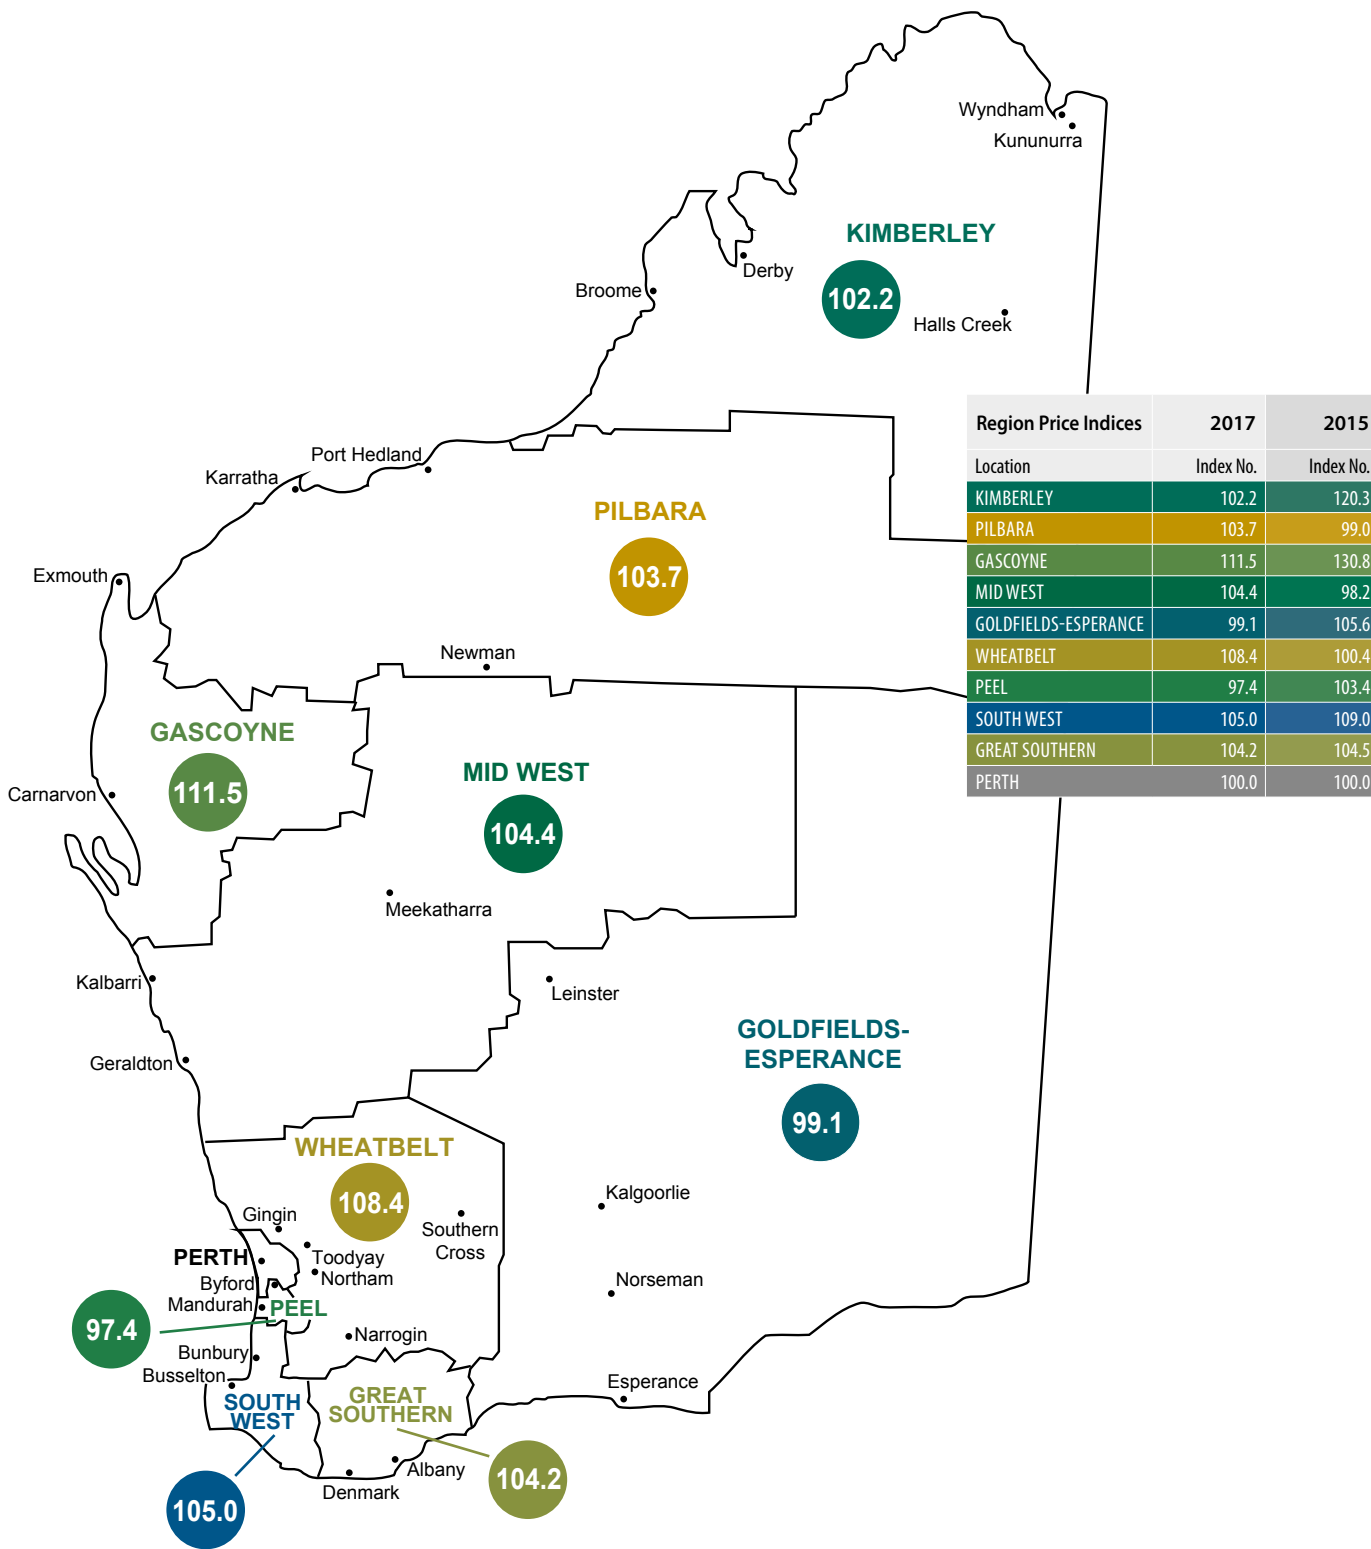 Wyndham
Kununurra
KIMBERLEY
Derby
102.2
Broome
Halls Creek
Region Price Indices 2017 2015
Location Index No. Index No.
KIMBERLEY 102.2 120.3
PILBARA 103.7 99.0
GASCOYNE 111.5 130.8
MID WEST 104.4 98.2
GOLDFIELDS-ESPERANCE 99.1 105.6
WHEATBELT 108.4 100.4
PEEL 97.4 103.4
SOUTH WEST 105.0 109.0
GREAT SOUTHERN 104.2 104.5
PERTH 100.0 100.0
Port Hedland
Karratha
PILBARA
103.7
Exmouth
Newman
GASCOYNE
111.5
Carnarvon
MID WEST
104.4
Meekatharra
Kalbarri
Leinster
GOLDFIELDS-
ESPERANCE
99.1
Geraldton
WHEATBELT
108.4
Gingin
Southern
Cross
Kalgoorlie
PERTH
Toodyay
Northam
Byford
Mandurah
PEEL
97.4
Norseman
Narrogin
Bunbury
Busselton
SOUTH
WEST
105.0
GREAT
SOUTHERN
104.2
Esperance
Albany
Denmark